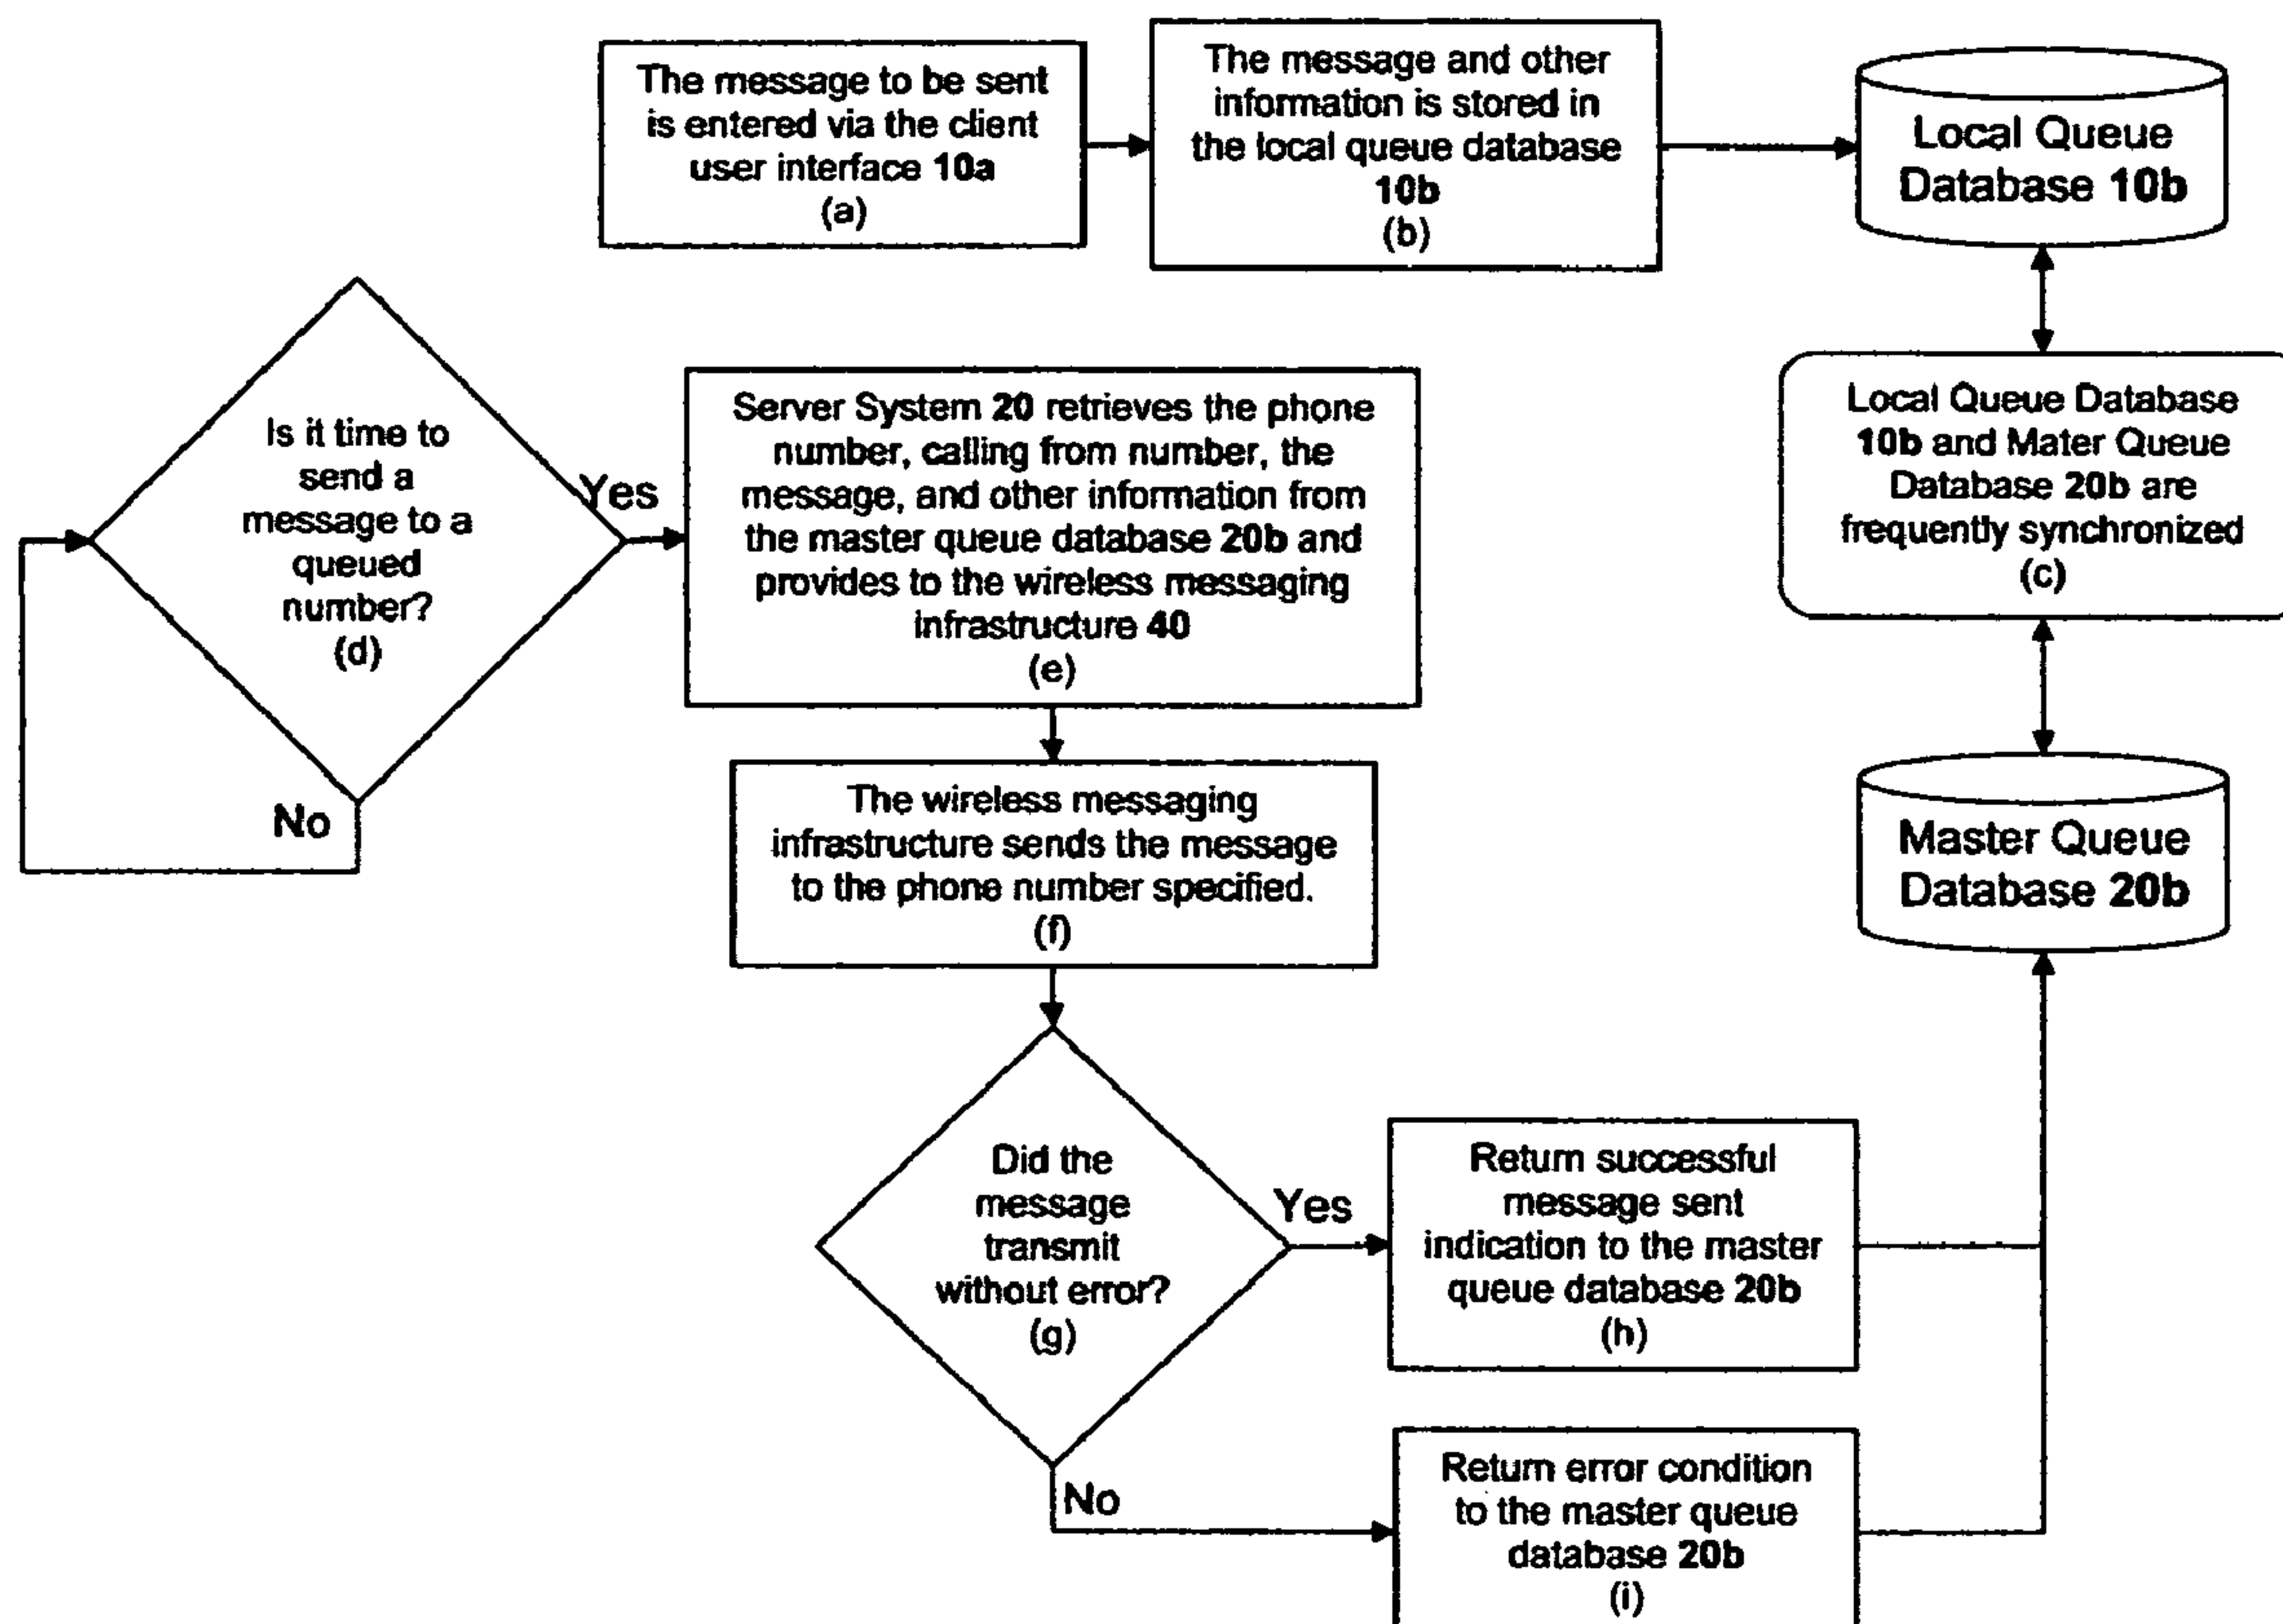 The message to be sent
is entered via the client
user interface 10a
(a)
The message and other
information is stored in
the local queue database
10b
(b)
Local Queue
Database 10b
Local Queue Database
10b and Mater Queue
Database 20b are
frequently synchronized
(c)
Is it time to
send a
message to a
queued
number?
(d)
Yes
No
Server System 20 retrieves the phone
number, calling from number, the
message, and other information from
the master queue database 20b and
provides to the wireless messaging
infrastructure 40
(e)
The wireless messaging
infrastructure sends the message
to the phone number specified.
(f)
Master Queue
Database 20b
Did the
message
transmit
without error?
(g)
Yes
Return successful
message sent
indication to the master
queue database 20b
(h)
No
Return error condition
to the master queue
database 20b
(i)